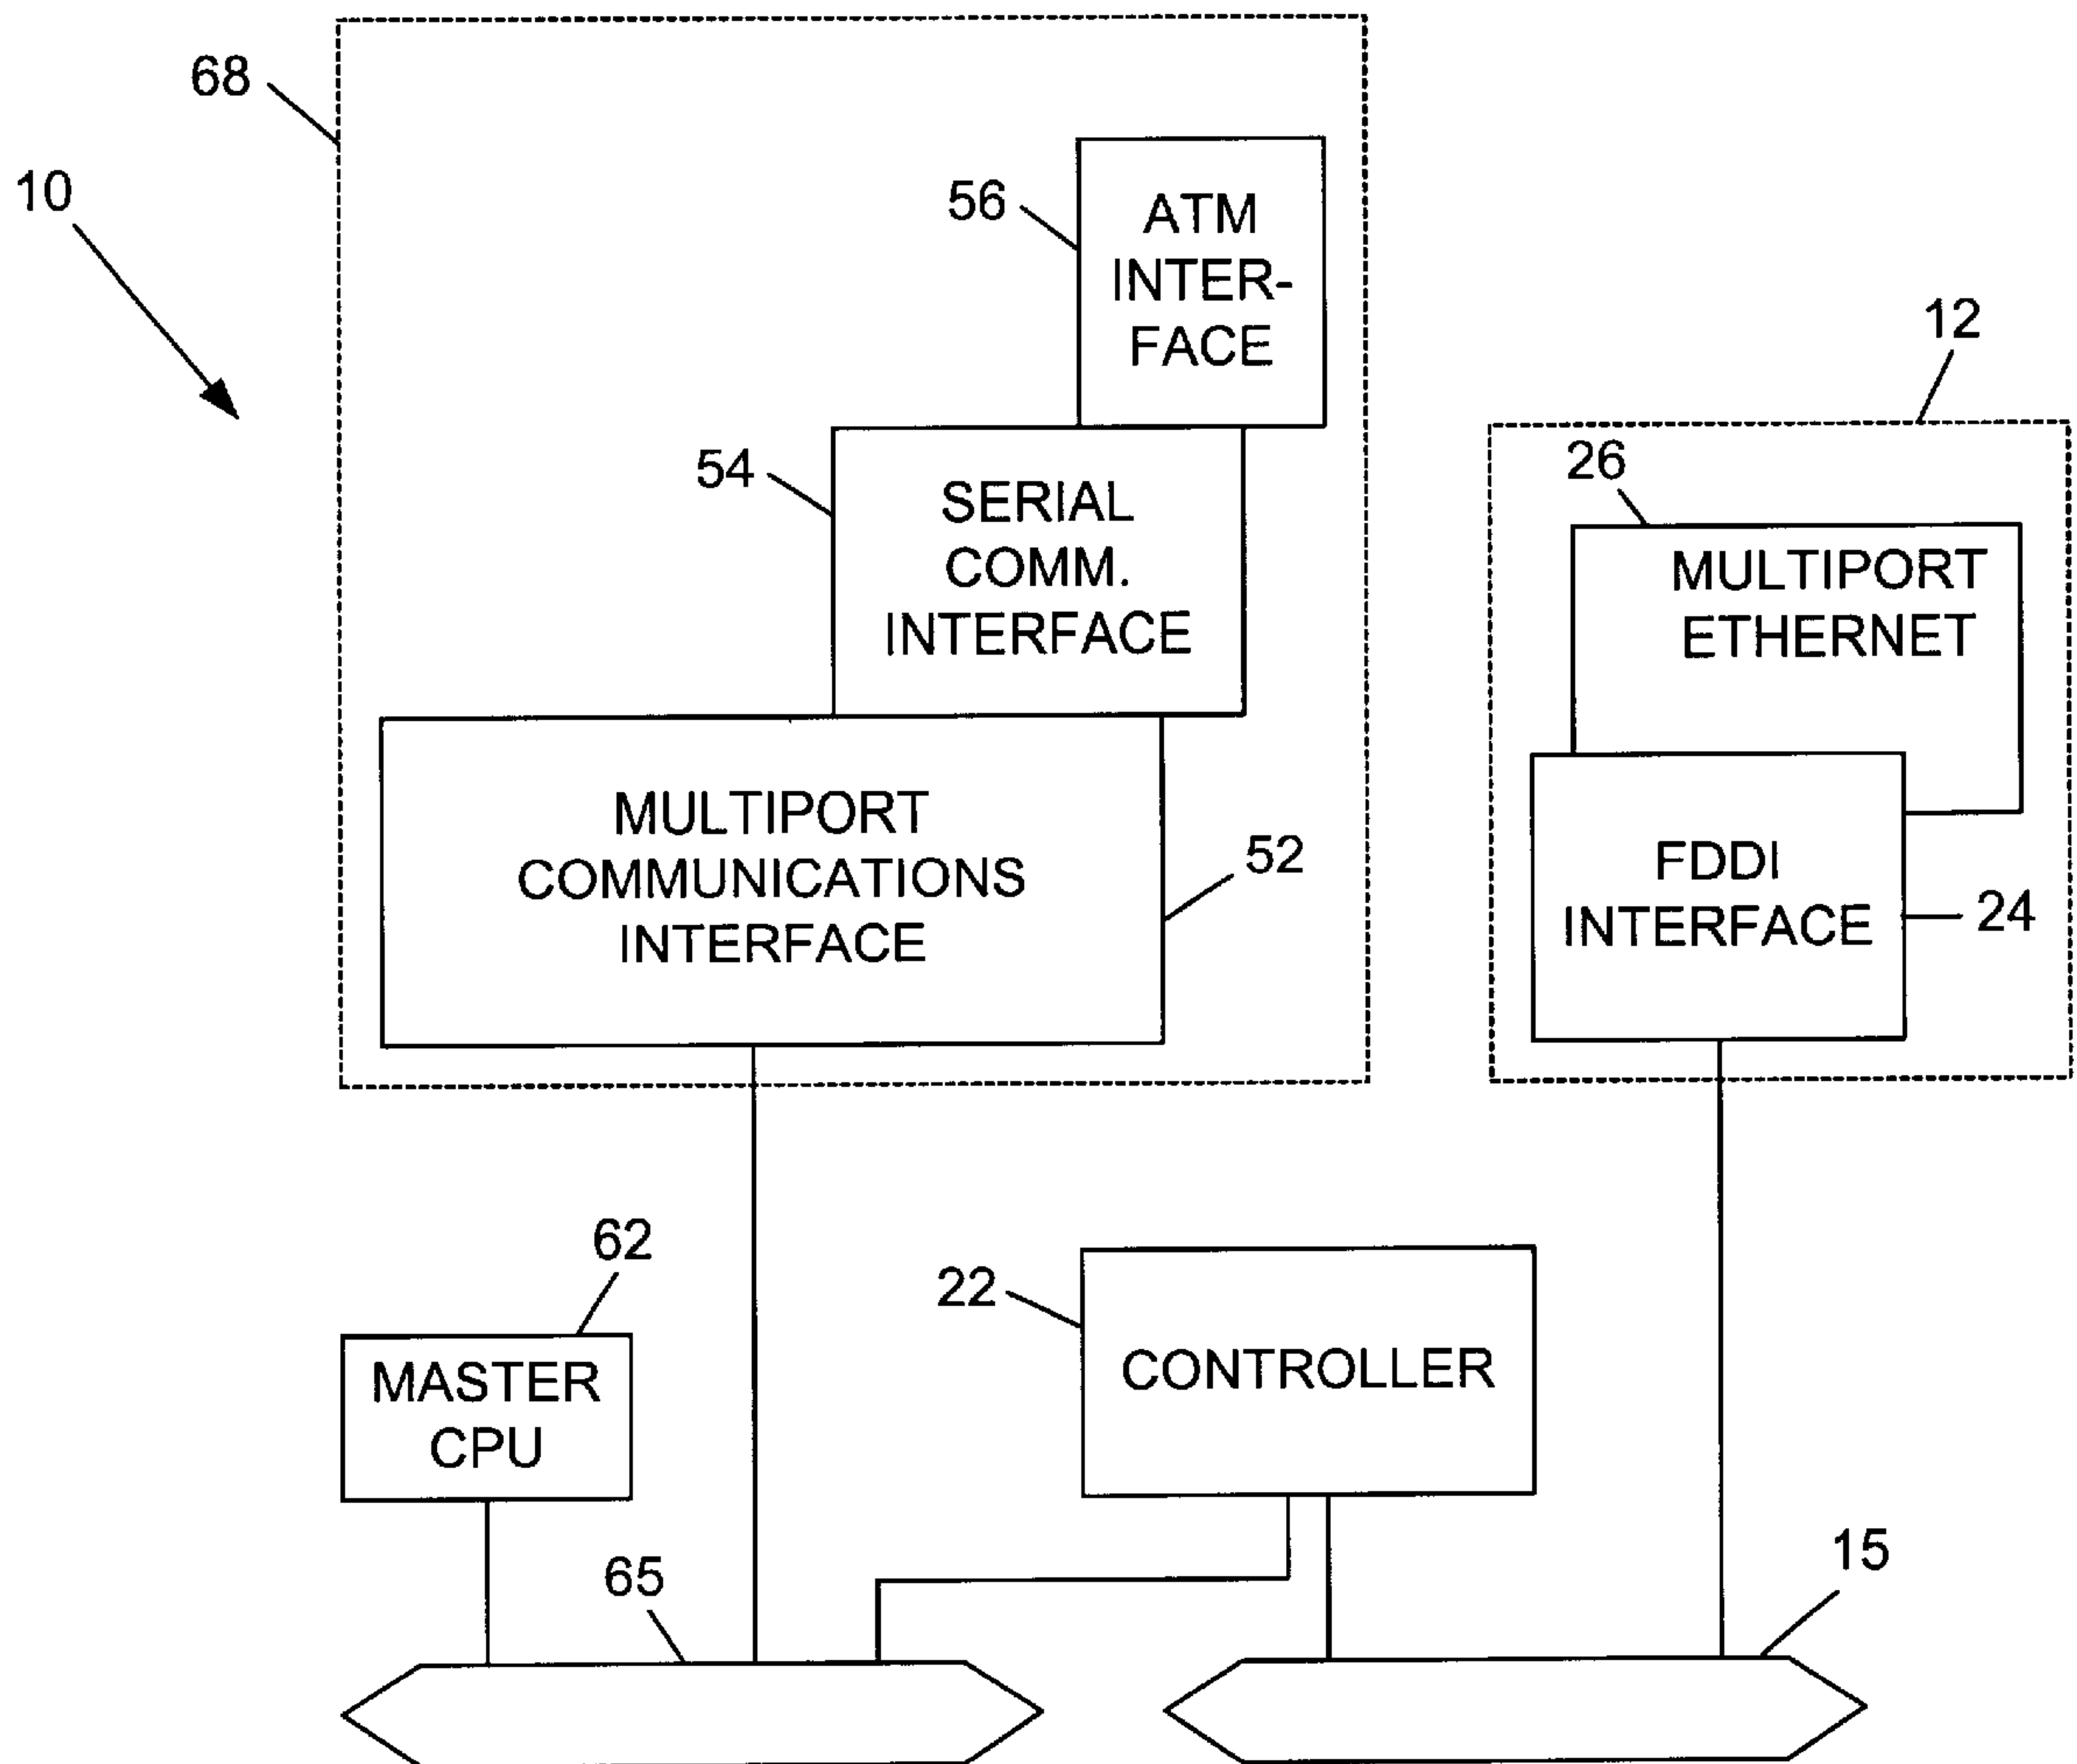 68
10
56
ATM
INTER-
FACE
12
54
SERIAL
COMM.
INTERFACE
26
MULTIPORT
ETHERNET
MULTIPORT
COMMUNICATIONS
INTERFACE
52
FDDI
INTERFACE
24
62
MASTER
CPU
22
CONTROLLER
65
15